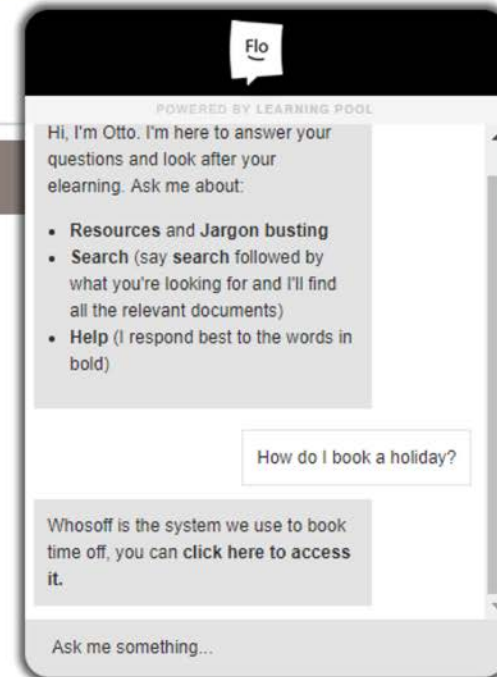 Flo
POWERED BY LEARNING POOL
Hi, I'm Otto. I'm here to answer your
questions and look after your
elearning. Ask me about:
• Resources and Jargon busting
• Search (say search followed by
what you're looking for and I'll find
all the relevant documents)
• Help (I respond best to the words in
bold)
How do I book a holiday?
Whosoff is the system we use to book
time off, you can click here to access
it.
Ask me something...